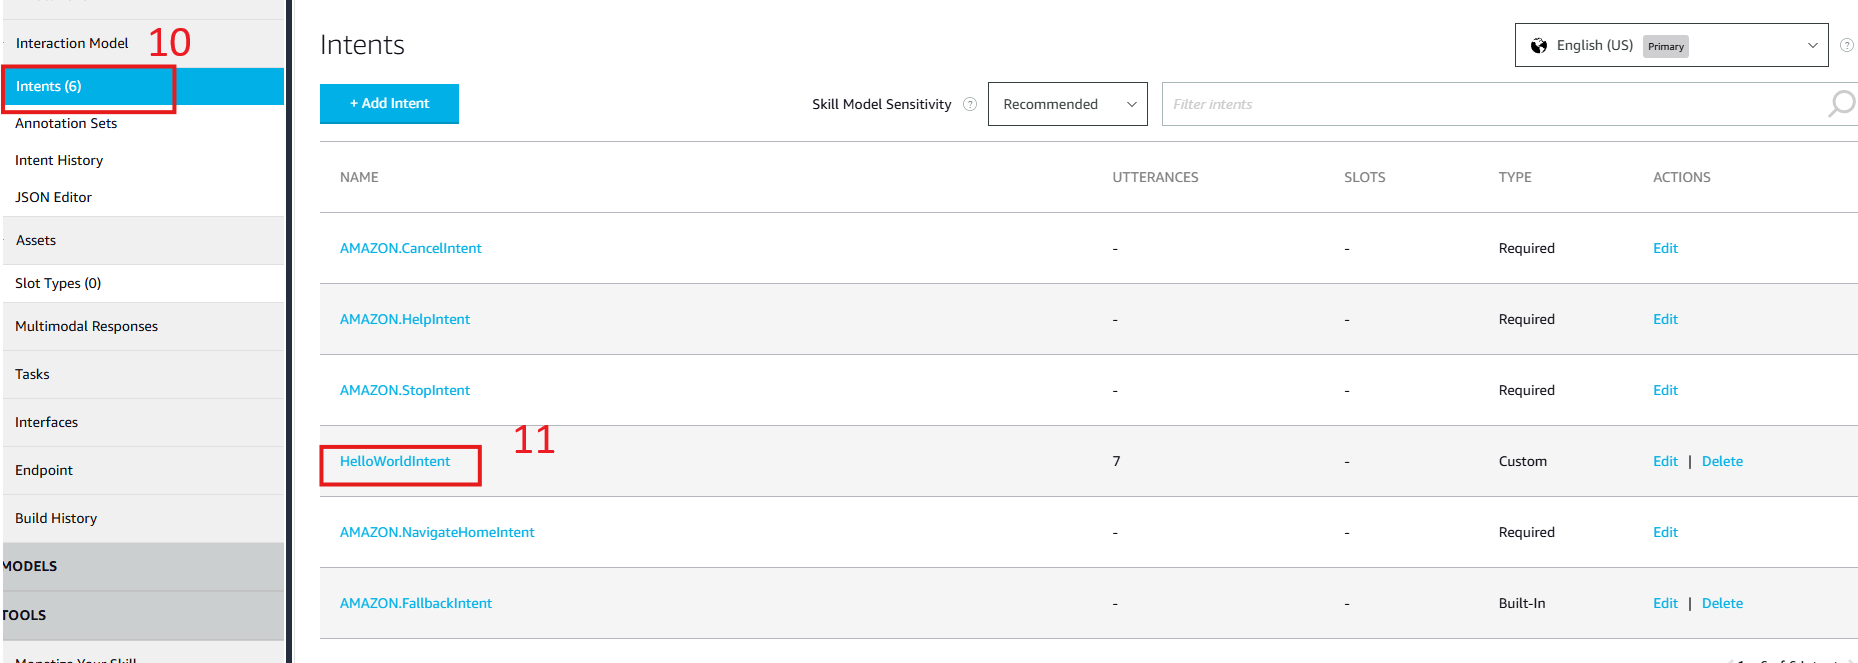 Interaction Model
10
Intents (6)
Annotation Sets
Intent History
JSON Editor
Assets
Slot Types (0)
Multimodal Responses
Tasks
Interfaces
Endpoint
Build History
MODELS
TOOLS
Monetize Your Skill
Intents
English (US) Primary
+ Add Intent
Skill Model Sensitivity ? Recommended
Filter intents
NAME UTTERANCES SLOTS TYPE ACTIONS
AMAZON.CancelIntent - - Required Edit
AMAZON.HelpIntent - - Required Edit
AMAZON.StopIntent - - Required Edit
11
HelloWorldIntent 7 - Custom Edit | Delete
AMAZON.NavigateHomeIntent - - Required Edit
AMAZON.FallbackIntent - - Built-In Edit | Delete